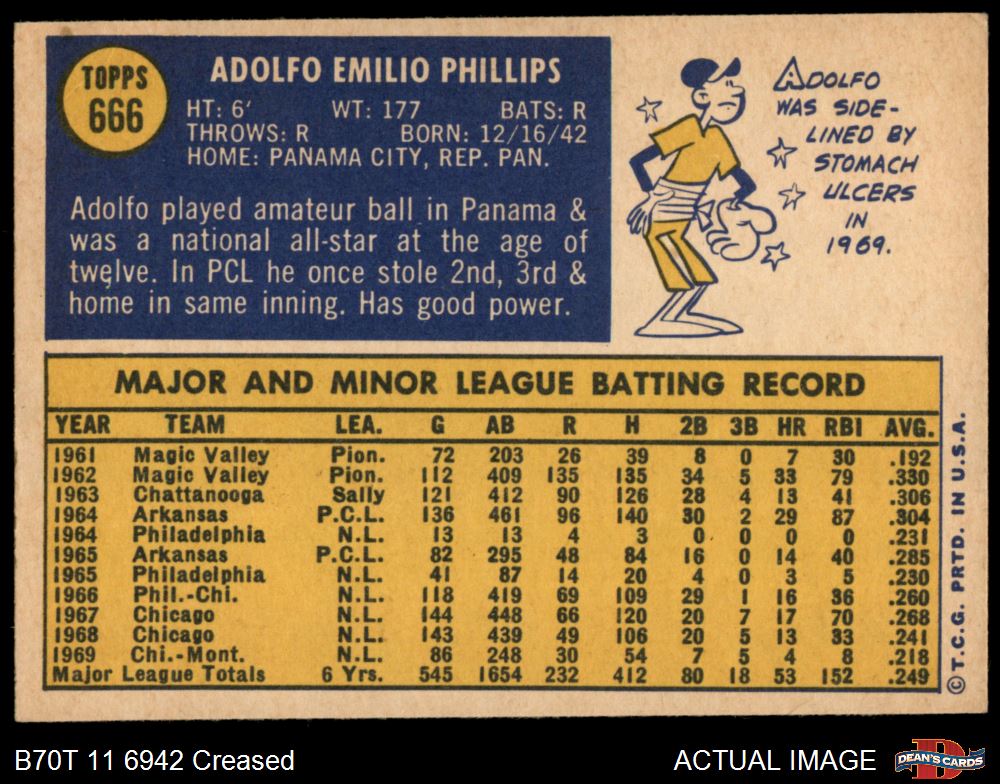 TOPPS
666
ADOLFO EMILIO PHILLIPS
HT: 6' WT: 177 BATS: R
THROWS: R BORN: 12/16/42
HOME: PANAMA CITY, REP. PAN.
Adolfo played amateur ball in Panama &
was a national all-star at the age of
twelve. In PCL he once stole 2nd, 3rd &
home in same inning. Has good power.
ADOLFO
WAS SIDE-
LINED BY
STOMACH
ULCERS
IN
1969.
MAJOR AND MINOR LEAGUE BATTING RECORD
YEAR TEAM LEA. G AB R H 2B 3B HR RBI AVG.
1961 Magic Valley Pion. 72 203 26 39 8 0 7 30 .192
1962 Magic Valley Pion. 112 409 135 135 34 5 33 79 .330
1963 Chattanooga Sally 121 412 90 126 28 4 13 41 .306
1964 Arkansas P.C.L. 136 461 96 140 30 2 29 87 .304
1964 Philadelphia N.L. 13 13 4 3 0 0 0 0 .231
1965 Arkansas P.C.L. 82 295 48 84 16 0 14 40 .285
1965 Philadelphia N.L. 41 87 14 20 4 0 3 5 .230
1966 Phil.-Chi. N.L. 118 419 69 109 29 1 16 36 .260
1967 Chicago N.L. 144 448 66 120 20 7 17 70 .268
1968 Chicago N.L. 143 439 49 106 20 5 13 33 .241
1969 Chi.-Mont. N.L. 86 248 30 54 7 5 4 8 .218
Major League Totals 6 Yrs. 545 1654 232 412 80 18 53 152 .249
© T.C.G. PRTD. IN U.S.A.
B70T 11 6942 Creased
ACTUAL IMAGE
DEAN'S CARDS